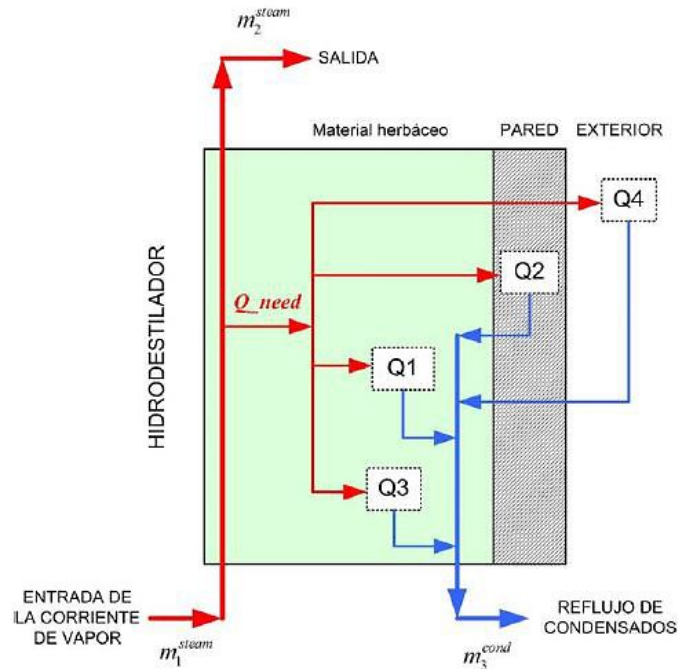 m₂^steam
SALIDA
Material herbáceo PARED EXTERIOR
Q4
Q2
Q_need
HIDRODESTILADOR
Q1
Q3
ENTRADA DE
LA CORRIENTE
DE VAPOR
m₁^steam
REFLUJO DE
CONDENSADOS
m₃^cond